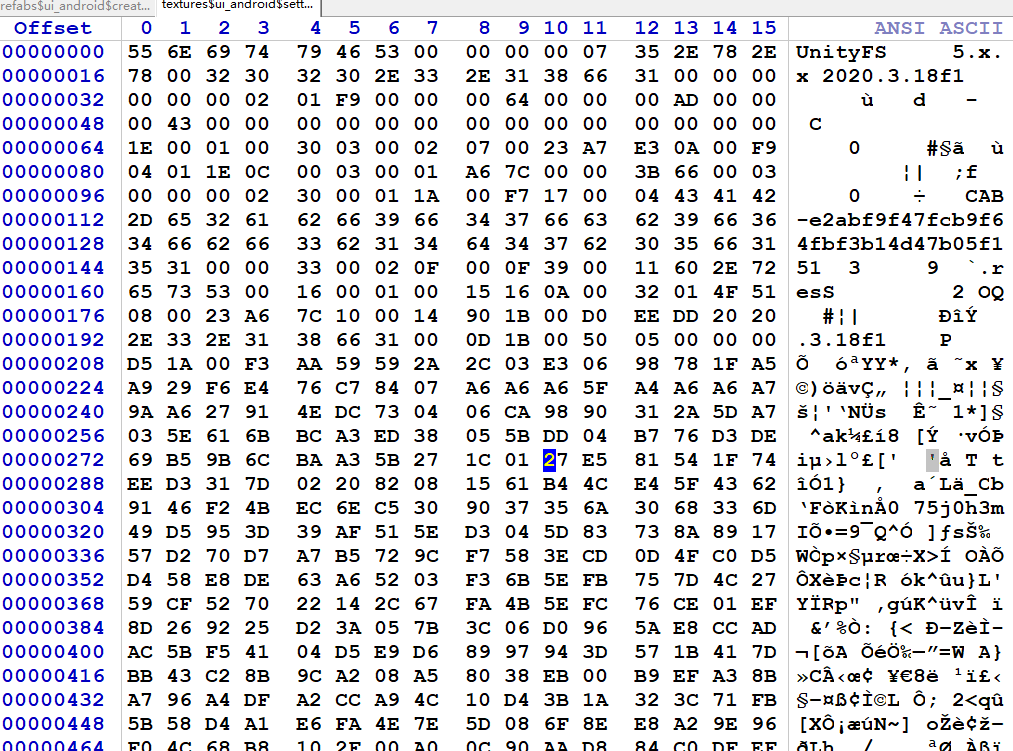 refabs$ui_android$creat... textures$ui_android$sett...
Offset 0 1 2 3 4 5 6 7 8 9 10 11 12 13 14 15 ANSI ASCII
00000000 55 6E 69 74 79 46 53 00 00 00 00 07 35 2E 78 2E UnityFS 5.x.
00000016 78 00 32 30 32 30 2E 33 2E 31 38 66 31 00 00 00 x 2020.3.18f1
00000032 00 00 00 02 01 F9 00 00 00 64 00 00 00 AD 00 00 ù d -
00000048 00 43 00 00 00 00 00 00 00 00 00 00 00 00 00 00 C
00000064 1E 00 01 00 30 03 00 02 07 00 23 A7 E3 0A 00 F9 0 #§ã ù
00000080 04 01 1E 0C 00 03 00 01 A6 7C 00 00 3B 66 00 03 ¦| ;f
00000096 00 00 00 02 30 00 01 1A 00 F7 17 00 04 43 41 42 0 ÷ CAB
00000112 2D 65 32 61 62 66 39 66 34 37 66 63 62 39 66 36 -e2abf9f47fcb9f6
00000128 34 66 62 66 33 62 31 34 64 34 37 62 30 35 66 31 4fbf3b14d47b05f1
00000144 35 31 00 00 33 00 02 0F 00 0F 39 00 11 60 2E 72 51 3 9 `.r
00000160 65 73 53 00 16 00 01 00 15 16 0A 00 32 01 4F 51 esS 2 OQ
00000176 08 00 23 A6 7C 10 00 14 90 1B 00 D0 EE DD 20 20 #¦| ÐîÝ
00000192 2E 33 2E 31 38 66 31 00 0D 1B 00 50 05 00 00 00 .3.18f1 P
00000208 D5 1A 00 F3 AA 59 59 2A 2C 03 E3 06 98 78 1F A5 Õ óªYY*, ã ˜x ¥
00000224 A9 29 F6 E4 76 C7 84 07 A6 A6 A6 5F A4 A6 A6 A7 ©)öävÇ„ ¦¦¦_¤¦¦§
00000240 9A A6 27 91 4E DC 73 04 06 CA 98 90 31 2A 5D A7 š¦'‘NÜs Ê˜ 1*]§
00000256 03 5E 61 6B BC A3 ED 38 05 5B DD 04 B7 76 D3 DE ^ak¼£í8 [Ý ·vÓÞ
00000272 69 B5 9B 6C BA A3 5B 27 1C 01 27 E5 81 54 1F 74 iµ›lº£[' 'å T t
00000288 EE D3 31 7D 02 20 82 08 15 61 B4 4C E4 5F 43 62 îÓ1} ‚ a´Lä_Cb
00000304 91 46 F2 4B EC 6E C5 30 90 37 35 6A 30 68 33 6D ‘FòKìnÅ0 75j0h3m
00000320 49 D5 95 3D 39 AF 51 5E D3 04 5D 83 73 8A 89 17 IÕ•=9¯Q^Ó ]ƒsŠ‰
00000336 57 D2 70 D7 A7 B5 72 9C F7 58 3E CD 0D 4F C0 D5 WÒp×§µrœ÷X>Í OÀÕ
00000352 D4 58 E8 DE 63 A6 52 03 F3 6B 5E FB 75 7D 4C 27 ÔXèÞc¦R ók^ûu}L'
00000368 59 CF 52 70 22 14 2C 67 FA 4B 5E FC 76 CE 01 EF YÏRp" ,gúK^üvÎ ï
00000384 8D 26 92 25 D2 3A 05 7B 3C 06 D0 96 5A E8 CC AD &’%Ò: {< Ð–ZèÌ-
00000400 AC 5B F5 41 04 D5 E9 D6 89 97 94 3D 57 1B 41 7D ¬[õA ÕéÖ‰—”=W A}
00000416 BB 43 C2 8B 9C A2 08 A5 80 38 EB 00 B9 EF A3 8B »CÂ‹œ¢ ¥€8ë ¹ï£‹
00000432 A7 96 A4 DF A2 CC A9 4C 10 D4 3B 1A 32 3C 71 FB §–¤ß¢Ì©L Ô; 2<qû
00000448 5B 58 D4 A1 E6 FA 4E 7E 5D 08 6F 8E E8 A2 9E 96 [XÔ¡æúN~] oŽè¢ž–
00000464 F0 4C 68 B8 10 2F 00 A0 0C 90 AA D8 84 C0 DF EF